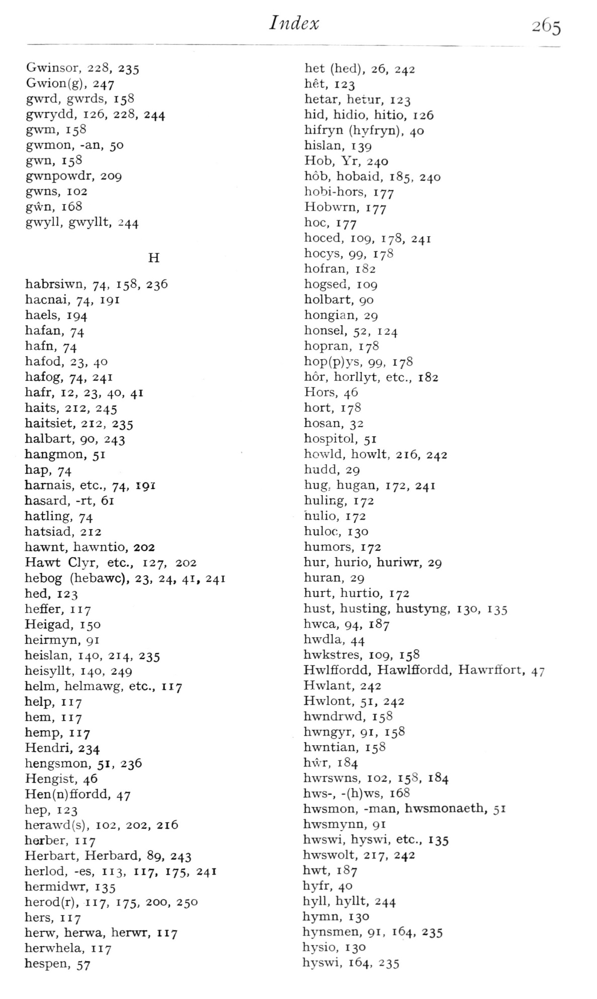 Index 265
Gwinsor, 228, 235
Gwion(g), 247
gwrd, gwrds, 158
gwrydd, 126, 228, 244
gwm, 158
gwmon, -an, 50
gwn, 158
gwnpowdr, 209
gwns, 102
gŵn, 168
gwyll, gwyllt, 244
H
habrsiwn, 74, 158, 236
hacnai, 74, 191
haels, 194
hafan, 74
hafn, 74
hafod, 23, 40
hafog, 74, 241
hafr, 12, 23, 40, 41
haits, 212, 245
haitsiet, 212, 235
halbart, 90, 243
hangmon, 51
hap, 74
harnais, etc., 74, 191
hasard, -rt, 61
hatling, 74
hatsiad, 212
hawnt, hawntio, 202
Hawt Clyr, etc., 127, 202
hebog (hebawc), 23, 24, 41, 241
hed, 123
heffer, 117
Heigad, 150
heirmyn, 91
heislan, 140, 214, 235
heisyllt, 140, 249
helm, helmawg, etc., 117
help, 117
hem, 117
hemp, 117
Hendri, 234
hengsmon, 51, 236
Hengist, 46
Hen(n)ffordd, 47
hep, 123
herawd(s), 102, 202, 216
herber, 117
Herbart, Herbard, 89, 243
herlod, -es, 113, 117, 175, 241
hermidwr, 135
herod(r), 117, 175, 200, 250
hers, 117
herw, herwa, herwr, 117
herwhela, 117
hespen, 57
het (hed), 26, 242
hêt, 123
hetar, hetur, 123
hid, hidio, hitio, 126
hifryn (hyfryn), 40
hislan, 139
Hob, Yr, 240
hôb, hobaid, 185, 240
hobi-hors, 177
Hobwrn, 177
hoc, 177
hoced, 109, 178, 241
hocys, 99, 178
hofran, 182
hogsed, 109
holbart, 90
hongian, 29
honsel, 52, 124
hopran, 178
hop(p)ys, 99, 178
hôr, horllyt, etc., 182
Hors, 46
hort, 178
hosan, 32
hospitol, 51
howld, howlt, 216, 242
hudd, 29
hug, hugan, 172, 241
huling, 172
hulio, 172
huloc, 130
humors, 172
hur, hurio, huriwr, 29
huran, 29
hurt, hurtio, 172
hust, husting, hustyng, 130, 135
hwca, 94, 187
hwdla, 44
hwkstres, 109, 158
Hwlffordd, Hawlffordd, Hawrffort, 47
Hwlant, 242
Hwlont, 51, 242
hwndrwd, 158
hwngyr, 91, 158
hwntian, 158
hŵr, 184
hwrswns, 102, 158, 184
hws-, -(h)ws, 168
hwsmon, -man, hwsmonaeth, 51
hwsmynn, 91
hwswi, hyswi, etc., 135
hwswolt, 217, 242
hwt, 187
hyfr, 40
hyll, hyllt, 244
hymn, 130
hynsmen, 91, 164, 235
hysio, 130
hyswi, 164, 235